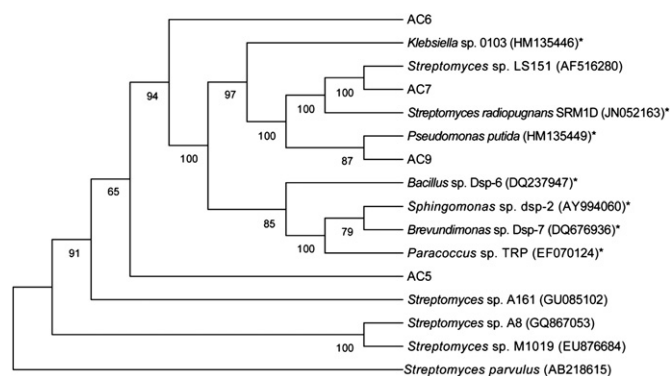 AC6
Klebsiella sp. 0103 (HM135446)*
Streptomyces sp. LS151 (AF516280)
100
AC7
94
97
100
Streptomyces radiopugnans SRM1D (JN052163)*
100
Pseudomonas putida (HM135449)*
100
87
AC9
Bacillus sp. Dsp-6 (DQ237947)*
65
Sphingomonas sp. dsp-2 (AY994060)*
85
79
Brevundimonas sp. Dsp-7 (DQ676936)*
100
Paracoccus sp. TRP (EF070124)*
91
AC5
Streptomyces sp. A161 (GU085102)
Streptomyces sp. A8 (GQ867053)
100
Streptomyces sp. M1019 (EU876684)
Streptomyces parvulus (AB218615)